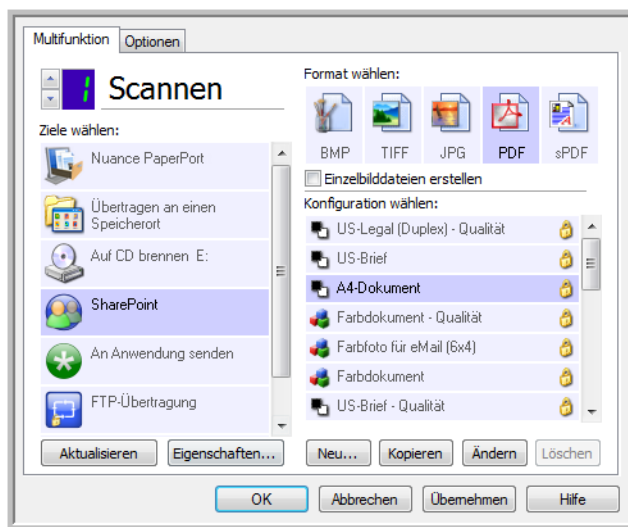 Multifunktion
Optionen
1
Scannen
Ziele wählen:
Nuance PaperPort
Übertragen an einen
Speicherort
Auf CD brennen E:
SharePoint
An Anwendung senden
FTP-Übertragung
Aktualisieren
Eigenschaften...
Format wählen:
BMP
TIFF
JPG
PDF
sPDF
Einzelbilddateien erstellen
Konfiguration wählen:
US-Legal (Duplex) - Qualität
US-Brief
A4-Dokument
Farbdokument - Qualität
Farbfoto für eMail (6x4)
Farbdokument
US-Brief - Qualität
Neu...
Kopieren
Ändern
Löschen
OK
Abbrechen
Übernehmen
Hilfe